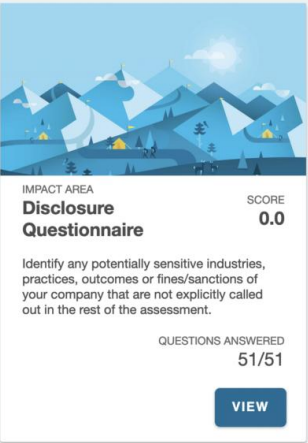 IMPACT AREA
Disclosure
Questionnaire
SCORE
0.0
Identify any potentially sensitive industries,
practices, outcomes or fines/sanctions of
your company that are not explicitly called
out in the rest of the assessment.
QUESTIONS ANSWERED
51/51
VIEW